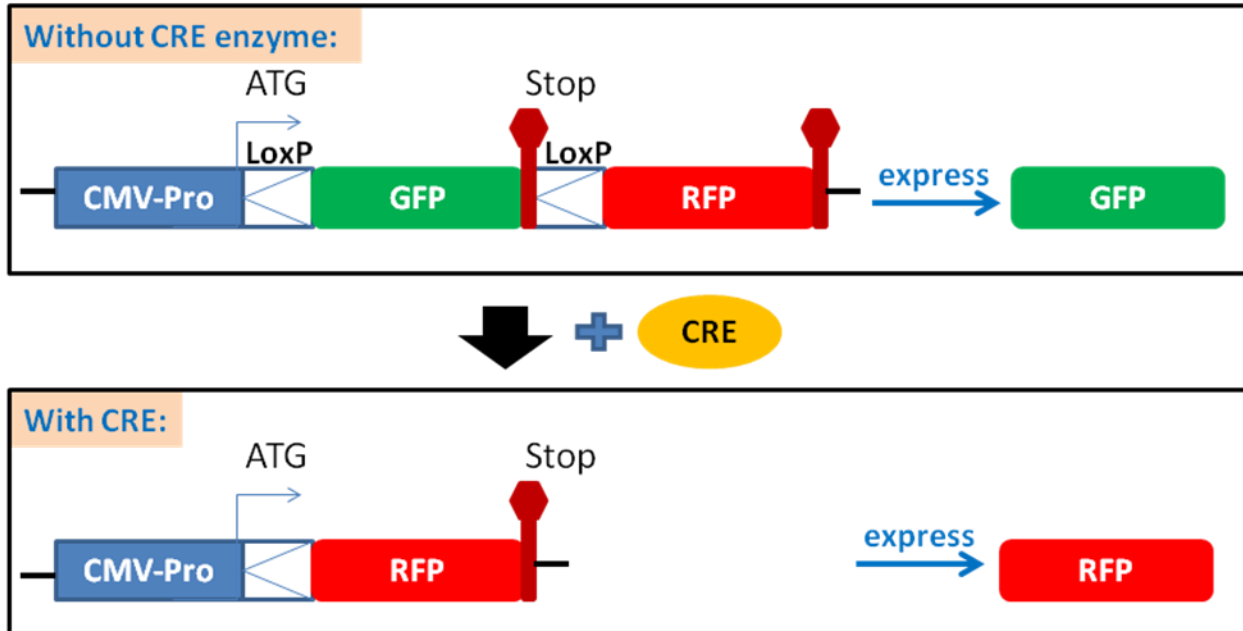 Without CRE enzyme:
ATG Stop
LoxP LoxP
CMV-Pro GFP RFP express GFP
CRE
With CRE:
ATG Stop
CMV-Pro RFP express RFP